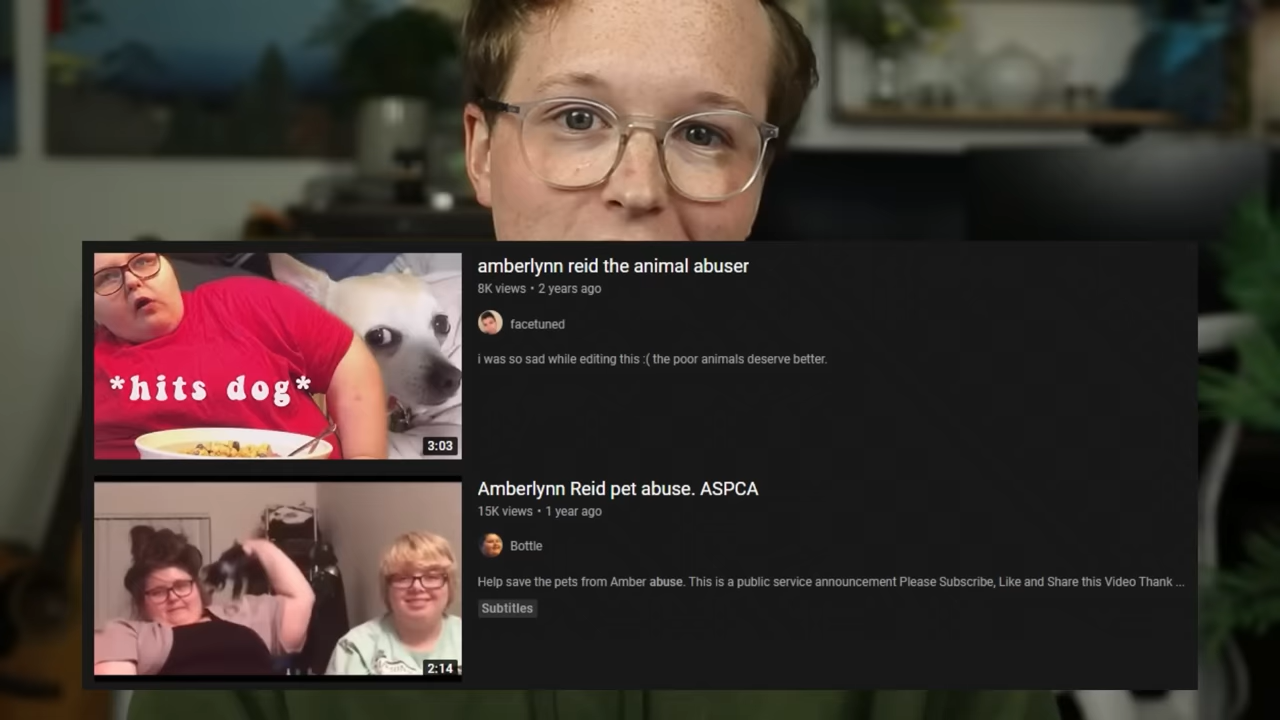 amberlynn reid the animal abuser
8K views • 2 years ago
facetuned
i was so sad while editing this :( the poor animals deserve better.
*hits dog*
3:03
Amberlynn Reid pet abuse. ASPCA
15K views • 1 year ago
Bottle
Help save the pets from Amber abuse. This is a public service announcement Please Subscribe, Like and Share this Video Thank ...
Subtitles
2:14